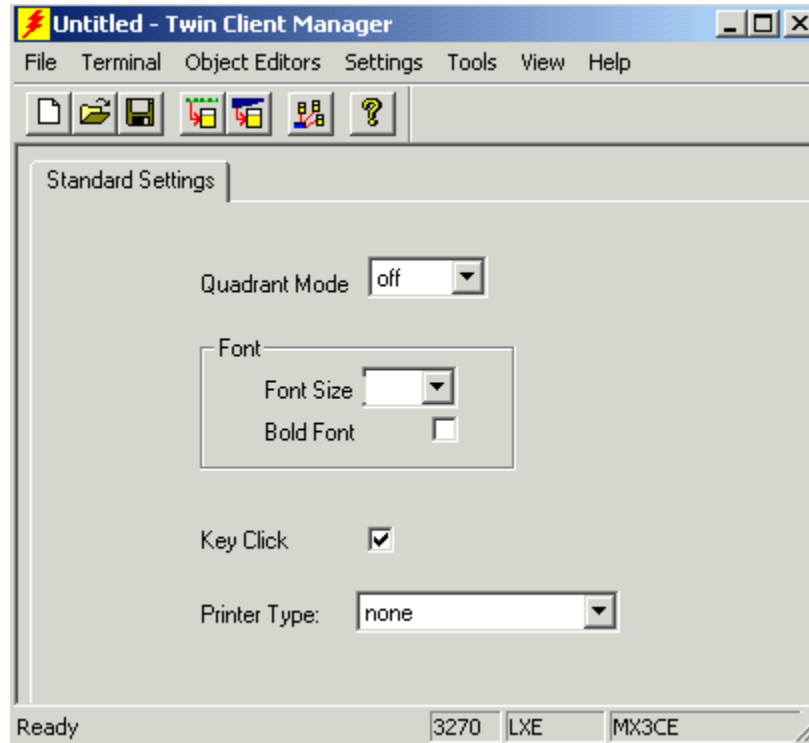 Untitled - Twin Client Manager
File Terminal Object Editors Settings Tools View Help
Standard Settings
Quadrant Mode off
Font
Font Size
Bold Font
Key Click
Printer Type: none
Ready 3270 LXE MX3CE